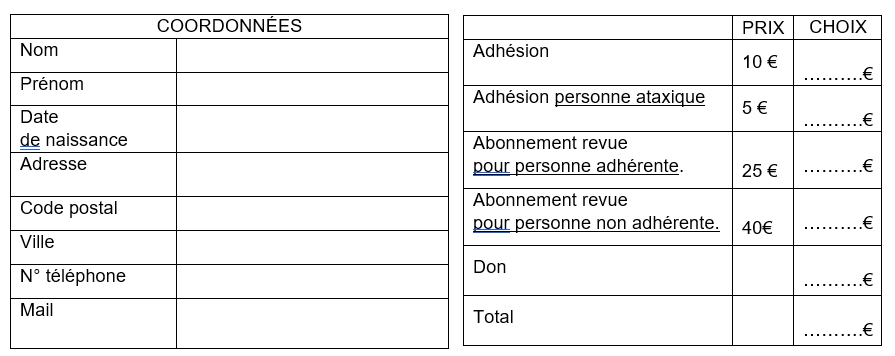 COORDONNÉES
Nom
Prénom
Date
de naissance
Adresse
Code postal
Ville
N° téléphone
Mail
PRIX CHOIX
Adhésion 10 € ……….€
Adhésion personne ataxique 5 € ……….€
Abonnement revue
pour personne adhérente. 25 € ……….€
Abonnement revue
pour personne non adhérente. 40€ ……….€
Don ……….€
Total ……….€